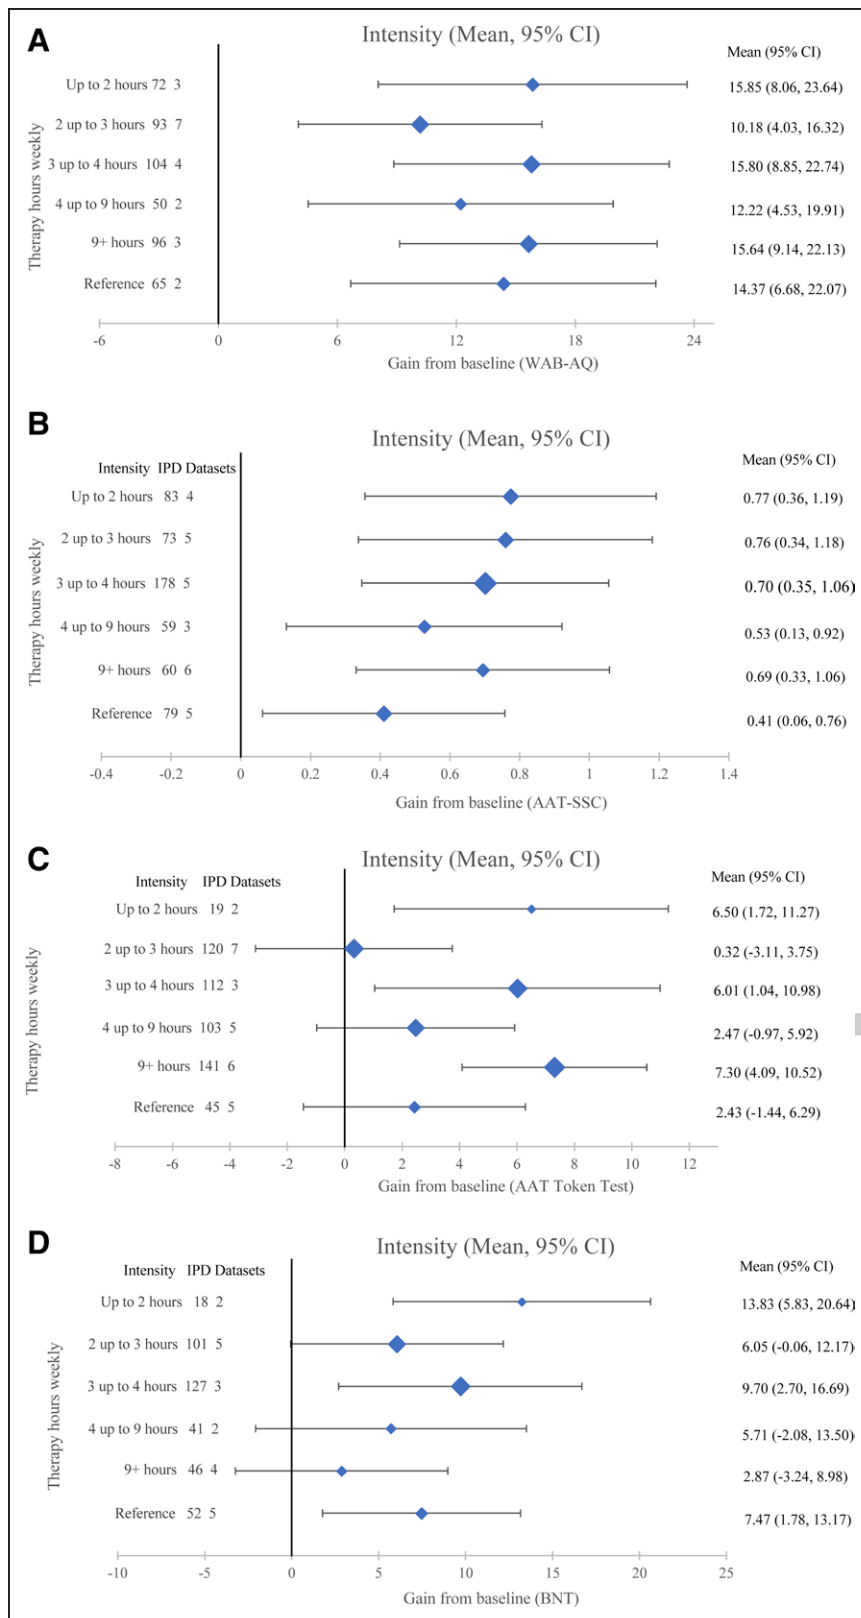 A
Intensity (Mean, 95% CI)
Mean (95% CI)
Therapy hours weekly
Up to 2 hours 72 3 15.85 (8.06, 23.64)
2 up to 3 hours 93 7 10.18 (4.03, 16.32)
3 up to 4 hours 104 4 15.80 (8.85, 22.74)
4 up to 9 hours 50 2 12.22 (4.53, 19.91)
9+ hours 96 3 15.64 (9.14, 22.13)
Reference 65 2 14.37 (6.68, 22.07)
-6 0 6 12 18 24
Gain from baseline (WAB-AQ)
B
Intensity (Mean, 95% CI)
Intensity IPD Datasets Mean (95% CI)
Therapy hours weekly
Up to 2 hours 83 4 0.77 (0.36, 1.19)
2 up to 3 hours 73 5 0.76 (0.34, 1.18)
3 up to 4 hours 178 5 0.70 (0.35, 1.06)
4 up to 9 hours 59 3 0.53 (0.13, 0.92)
9+ hours 60 6 0.69 (0.33, 1.06)
Reference 79 5 0.41 (0.06, 0.76)
-0.4 -0.2 0 0.2 0.4 0.6 0.8 1 1.2 1.4
Gain from baseline (AAT-SSC)
C
Intensity (Mean, 95% CI)
Intensity IPD Datasets Mean (95% CI)
Therapy hours weekly
Up to 2 hours 19 2 6.50 (1.72, 11.27)
2 up to 3 hours 120 7 0.32 (-3.11, 3.75)
3 up to 4 hours 112 3 6.01 (1.04, 10.98)
4 up to 9 hours 103 5 2.47 (-0.97, 5.92)
9+ hours 141 6 7.30 (4.09, 10.52)
Reference 45 5 2.43 (-1.44, 6.29)
-8 -6 -4 -2 0 2 4 6 8 10 12
Gain from baseline (AAT Token Test)
D
Intensity (Mean, 95% CI)
Intensity IPD Datasets Mean (95% CI)
Therapy hours weekly
Up to 2 hours 18 2 13.83 (5.83, 20.64)
2 up to 3 hours 101 5 6.05 (-0.06, 12.17)
3 up to 4 hours 127 3 9.70 (2.70, 16.69)
4 up to 9 hours 41 2 5.71 (-2.08, 13.50)
9+ hours 46 4 2.87 (-3.24, 8.98)
Reference 52 5 7.47 (1.78, 13.17)
-10 -5 0 5 10 15 20 25
Gain from baseline (BNT)